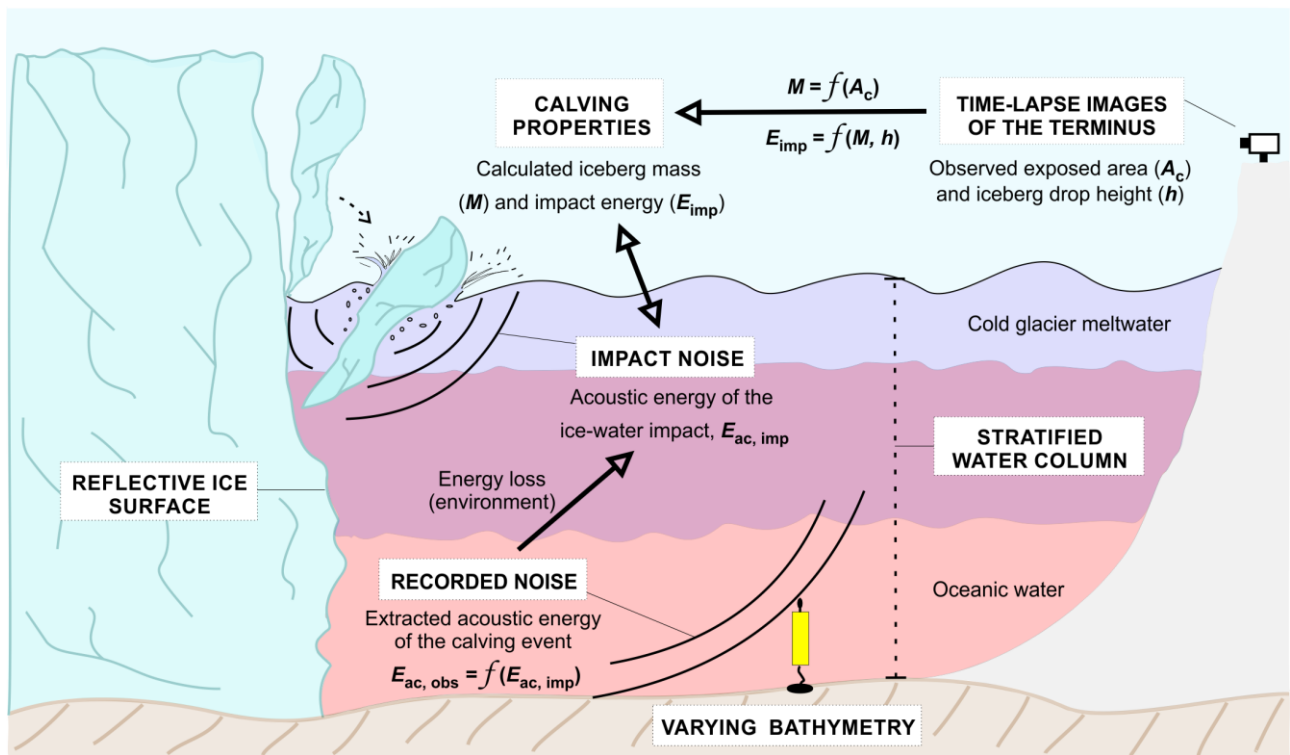 CALVING
PROPERTIES
Calculated iceberg mass
(M) and impact energy (Eimp)
M = f(Ac)
Eimp = f(M, h)
TIME-LAPSE IMAGES
OF THE TERMINUS
Observed exposed area (Ac)
and iceberg drop height (h)
Cold glacier meltwater
IMPACT NOISE
Acoustic energy of the
ice-water impact, Eac, imp
STRATIFIED
WATER COLUMN
REFLECTIVE ICE
SURFACE
Energy loss
(environment)
RECORDED NOISE
Extracted acoustic energy
of the calving event
Eac, obs = f(Eac, imp)
Oceanic water
VARYING BATHYMETRY